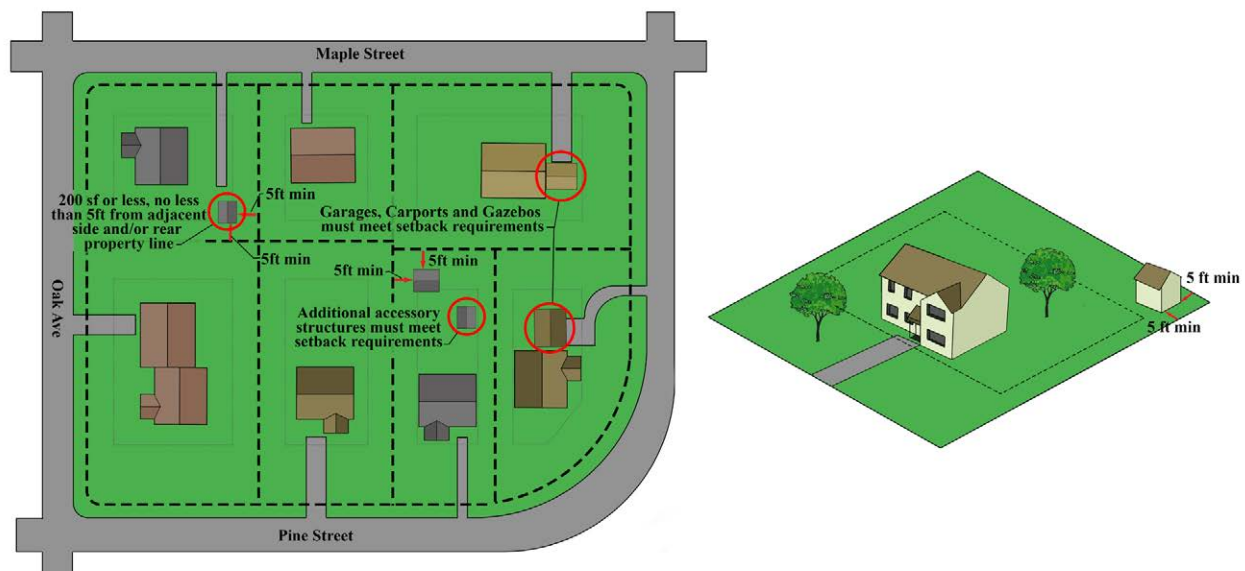 Maple Street
200 sf or less, no less
than 5ft from adjacent
side and/or rear
property line
5ft min
5ft min
Garages, Carports and Gazebos
must meet setback requirements
5ft min
5ft min
Oak Ave
Additional accessory
structures must meet
setback requirements
Pine Street
5 ft min
5 ft min